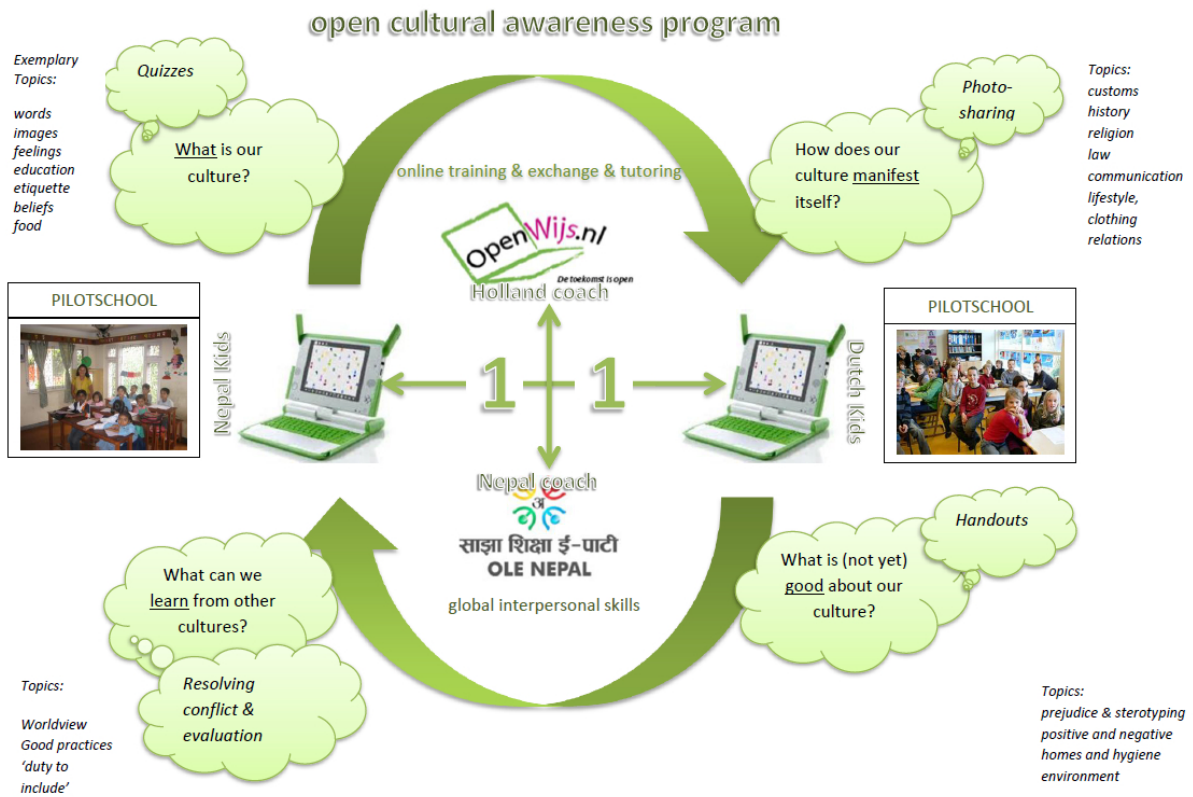 open cultural awareness program
Exemplary
Topics:
words
images
feelings
education
etiquette
beliefs
food
Quizzes
What is our
culture?
online training & exchange & tutoring
How does our
culture manifest
itself?
Photo-
sharing
Topics:
customs
history
religion
law
communication
lifestyle,
clothing
relations
OpenWijs.nl
De toekomst is open
Holland coach
PILOTSCHOOL
Nepal Kids
1
1
Dutch Kids
PILOTSCHOOL
Nepal coach
अ
साझा शिक्षा ई-पाटी
OLE NEPAL
global interpersonal skills
What can we
learn from other
cultures?
Resolving
conflict &
evaluation
Topics:
Worldview
Good practices
‘duty to
include’
What is (not yet)
good about our
culture?
Handouts
Topics:
prejudice & sterotyping
positive and negative
homes and hygiene
environment